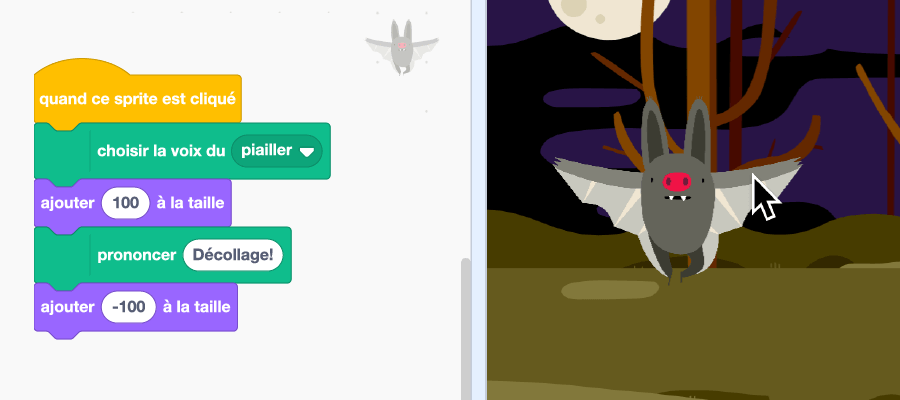 quand ce sprite est cliqué
choisir la voix du piailler
ajouter 100 à la taille
prononcer Décollage!
ajouter -100 à la taille